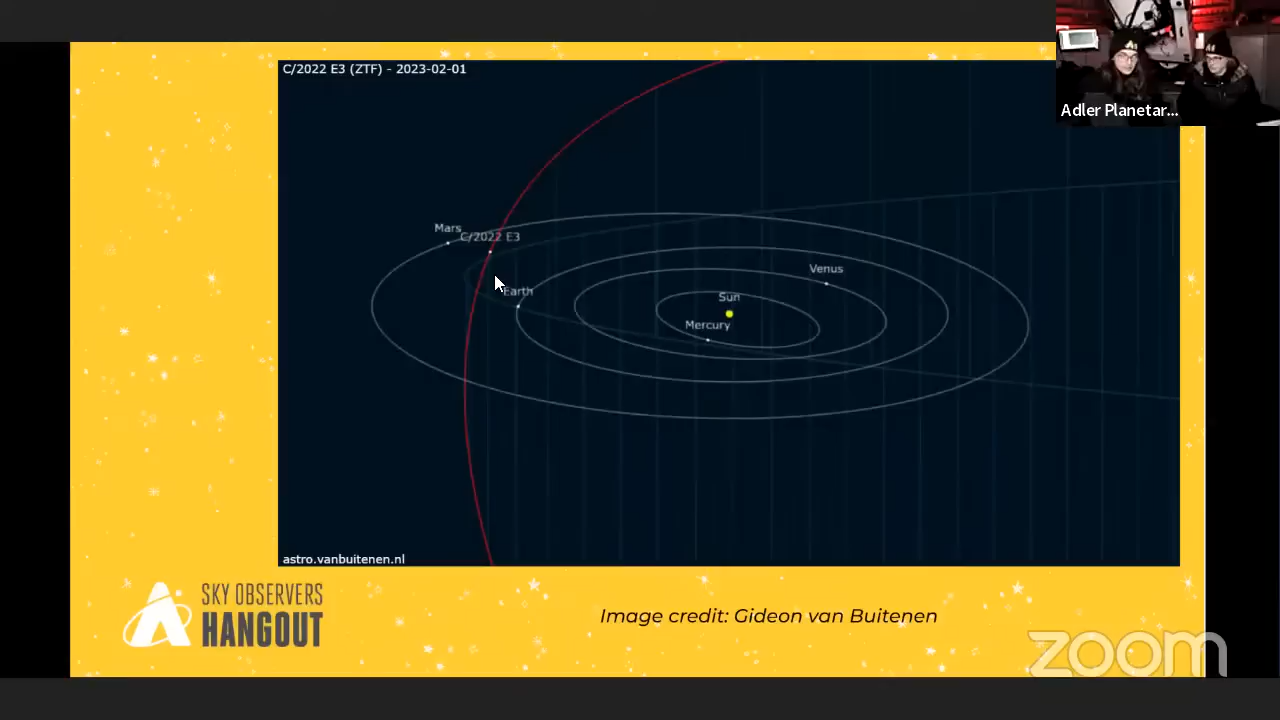 C/2022 E3 (ZTF) - 2023-02-01
Adler Planetar...
Mars
C/2022 E3
Venus
Earth
Sun
Mercury
astro.vanbuitenen.nl
SKY OBSERVERS
HANGOUT
Image credit: Gideon van Buitenen
zoom